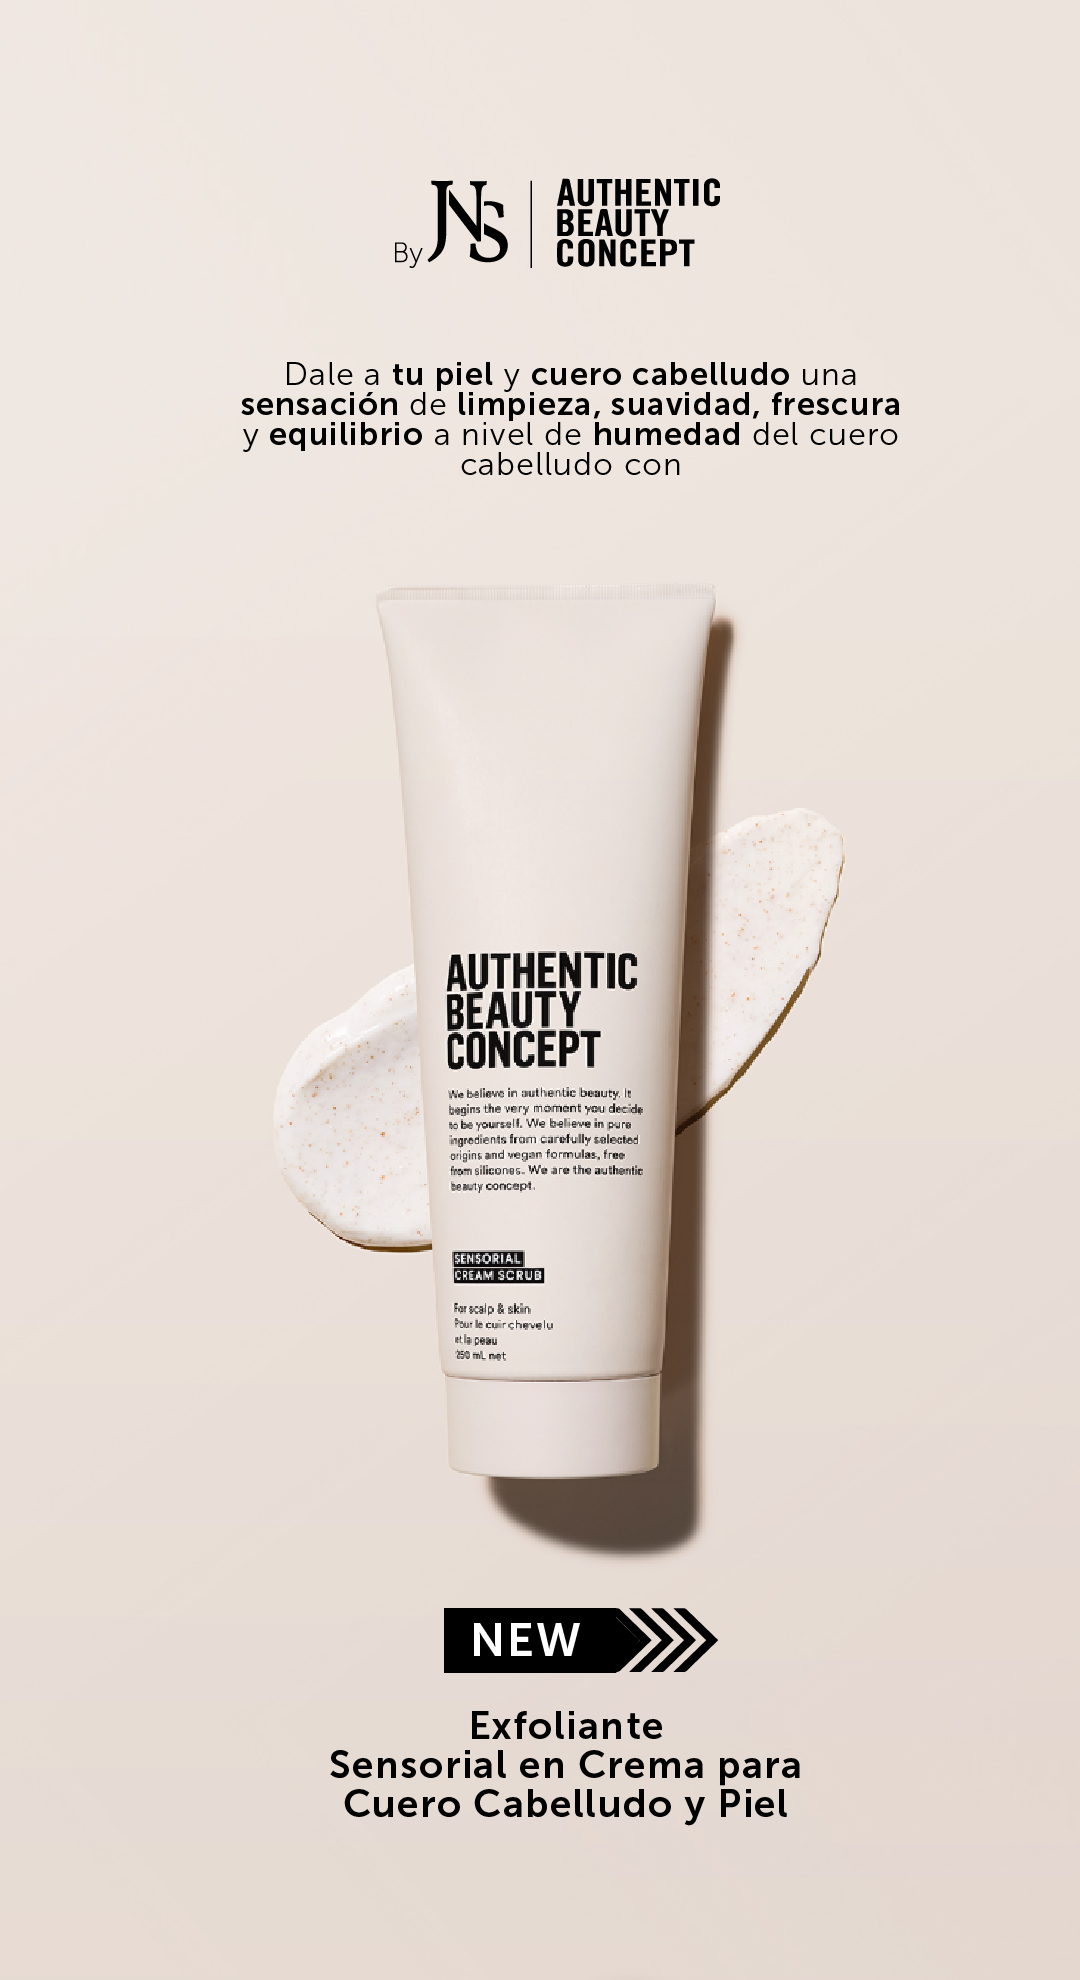 By JNS
AUTHENTIC
BEAUTY
CONCEPT
Dale a tu piel y cuero cabelludo una
sensación de limpieza, suavidad, frescura
y equilibrio a nivel de humedad del cuero
cabelludo con
AUTHENTIC
BEAUTY
CONCEPT
We believe in authentic beauty. It
begins the very moment you decide
to be yourself. We believe in pure
ingredients from carefully selected
origins and vegan formulas, free
from silicones. We are the authentic
beauty concept.
SENSORIAL
CREAM SCRUB
For scalp & skin
Pour le cuir chevelu
et la peau
250 mL net
NEW
Exfoliante
Sensorial en Crema para
Cuero Cabelludo y Piel